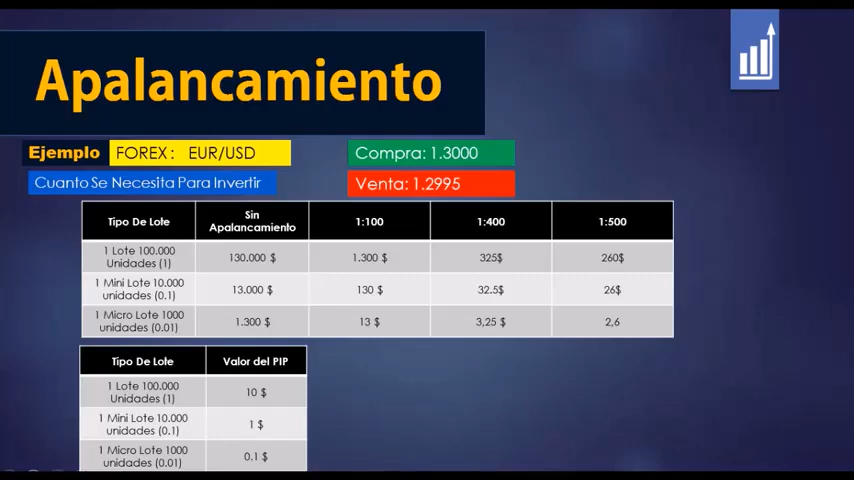 Apalancamiento
Ejemplo FOREX: EUR/USD Compra: 1.3000
Cuanto Se Necesita Para Invertir Venta: 1.2995
Tipo De Lote Sin Apalancamiento 1:100 1:400 1:500
1 Lote 100.000 Unidades (1) 130.000 $ 1.300 $ 325$ 260$
1 Mini Lote 10.000 unidades (0.1) 13.000 $ 130 $ 32.5$ 26$
1 Micro Lote 1000 unidades (0.01) 1.300 $ 13 $ 3,25 $ 2,6
Tipo De Lote Valor del PIP
1 Lote 100.000 Unidades (1) 10 $
1 Mini Lote 10.000 unidades (0.1) 1 $
1 Micro Lote 1000 unidades (0.01) 0.1 $